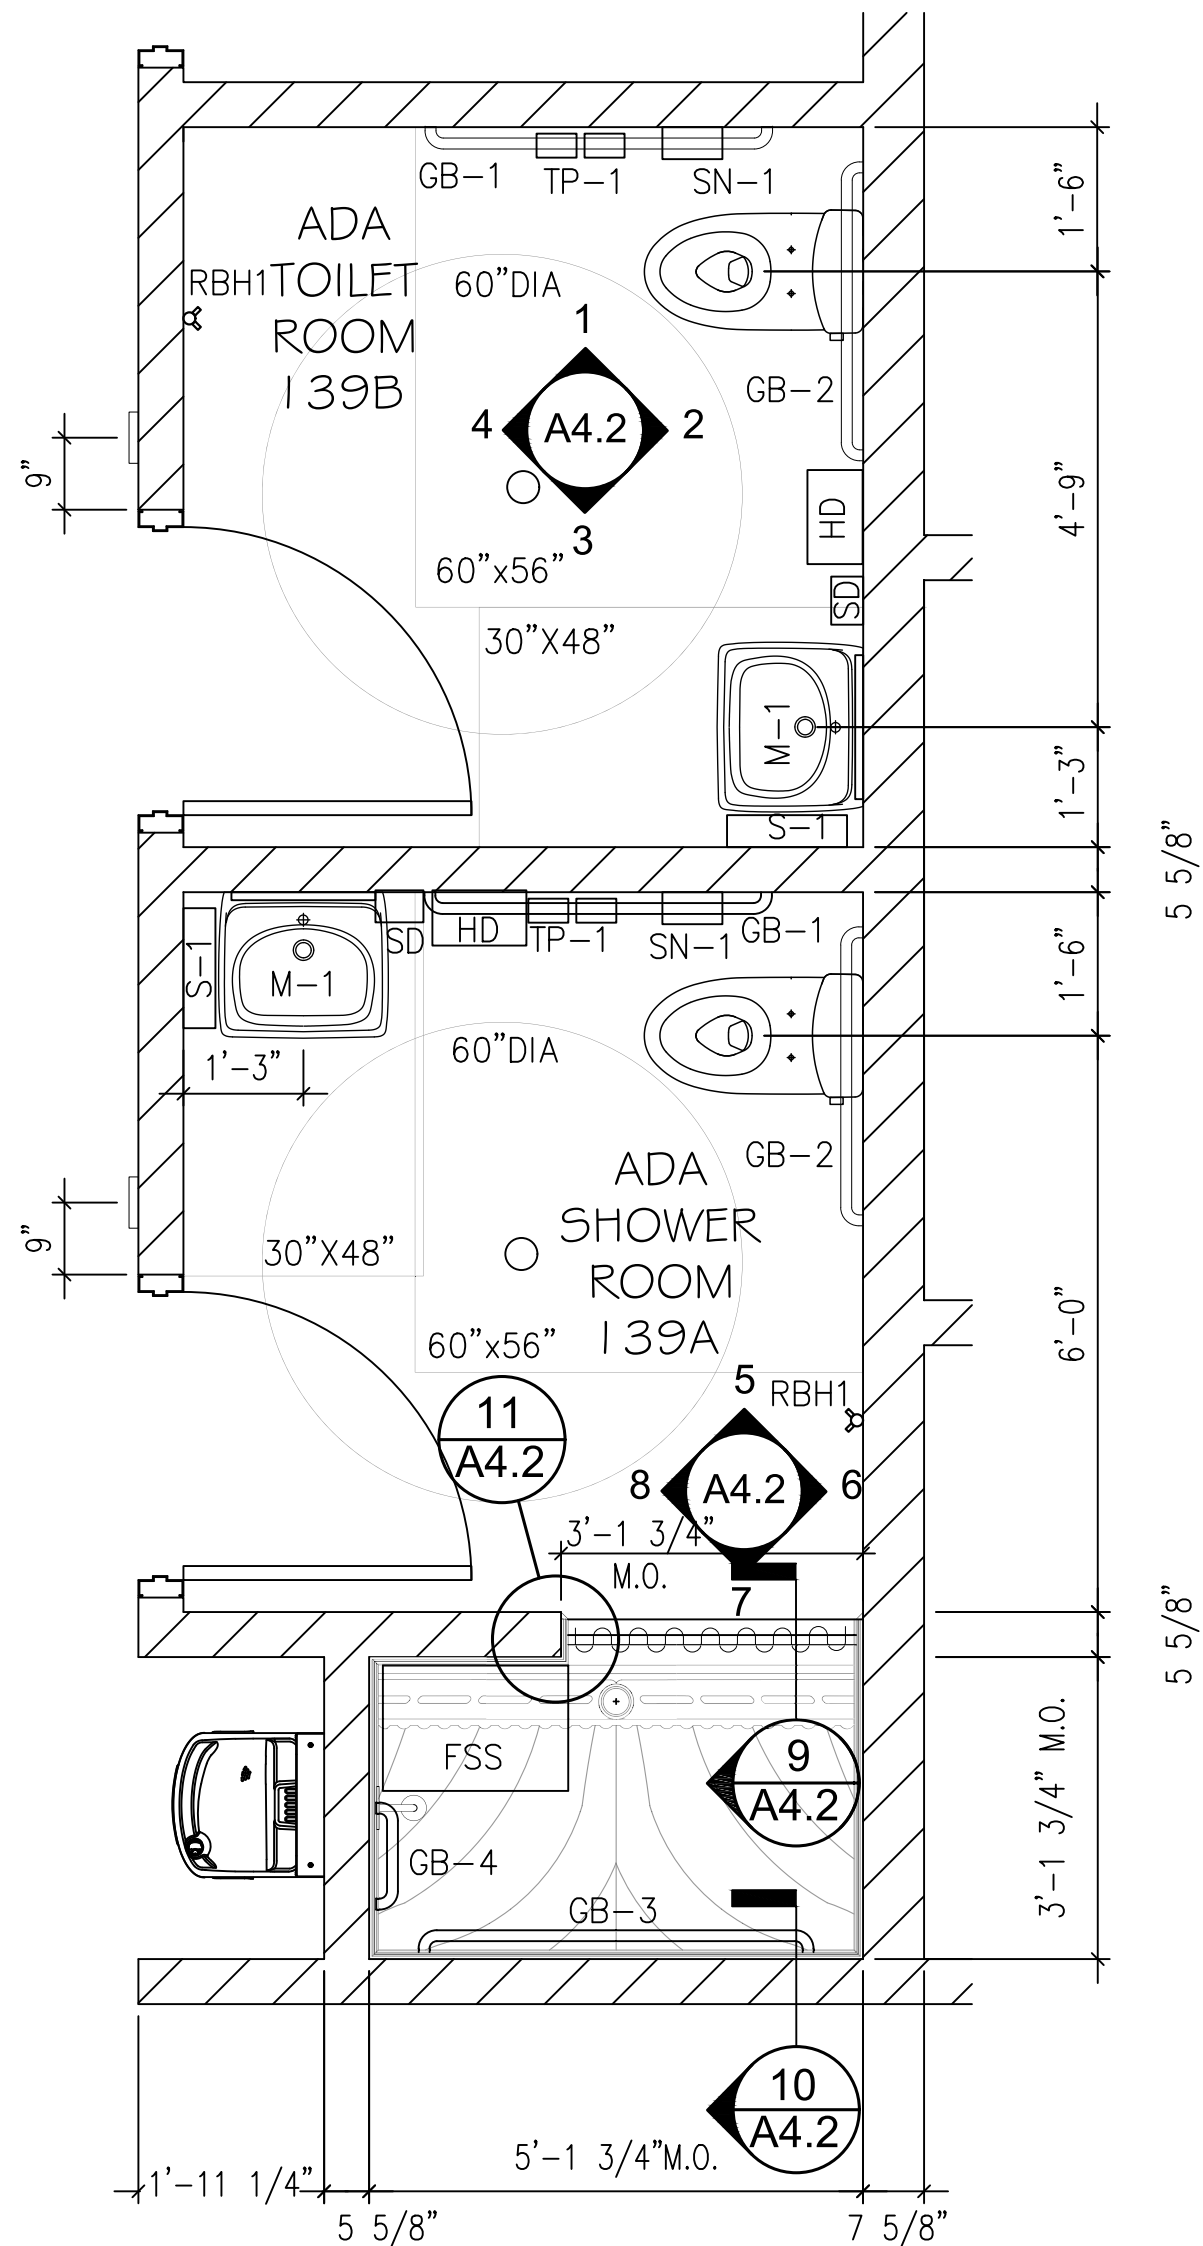 GB-1
TP-1
SN-1
1'-6"
ADA
TOILET
ROOM
139B
RBH1
60"DIA
1
4
A4.2
2
3
GB-2
9"
HD
4'-9"
60"x56"
SD
30"X48"
M-1
1'-3"
S-1
5 5/8"
S-1
M-1
SD
HD
TP-1
SN-1
GB-1
1'-6"
1'-3"
60"DIA
GB-2
ADA
SHOWER
ROOM
139A
9"
30"X48"
60"x56"
6'-0"
5
RBH1
11
A4.2
8
A4.2
6
3'-1 3/4"
M.O.
7
5 5/8"
FSS
9
A4.2
3'-1 3/4" M.O.
GB-4
GB-3
10
A4.2
1'-11 1/4"
5'-1 3/4"M.O.
5 5/8"
7 5/8"